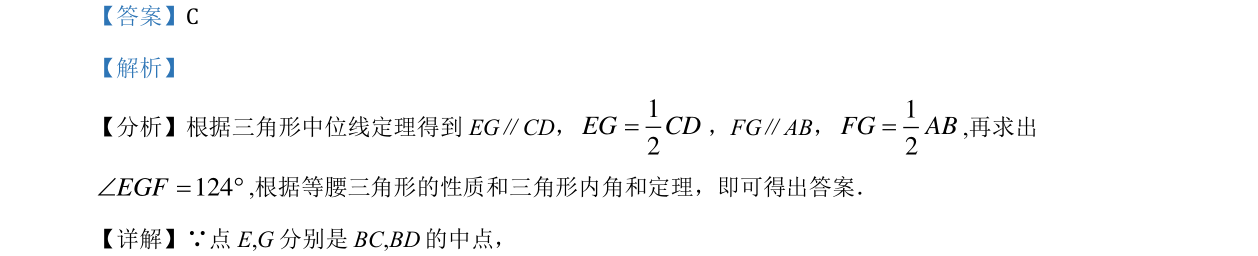 【答案】C
【解析】
【分析】根据三角形中位线定理得到 EG∥CD，EG = \frac{1}{2}CD，FG∥AB，FG = \frac{1}{2}AB,再求出
∠EGF = 124°,根据等腰三角形的性质和三角形内角和定理，即可得出答案．
【详解】∵点 E,G 分别是 BC,BD 的中点，